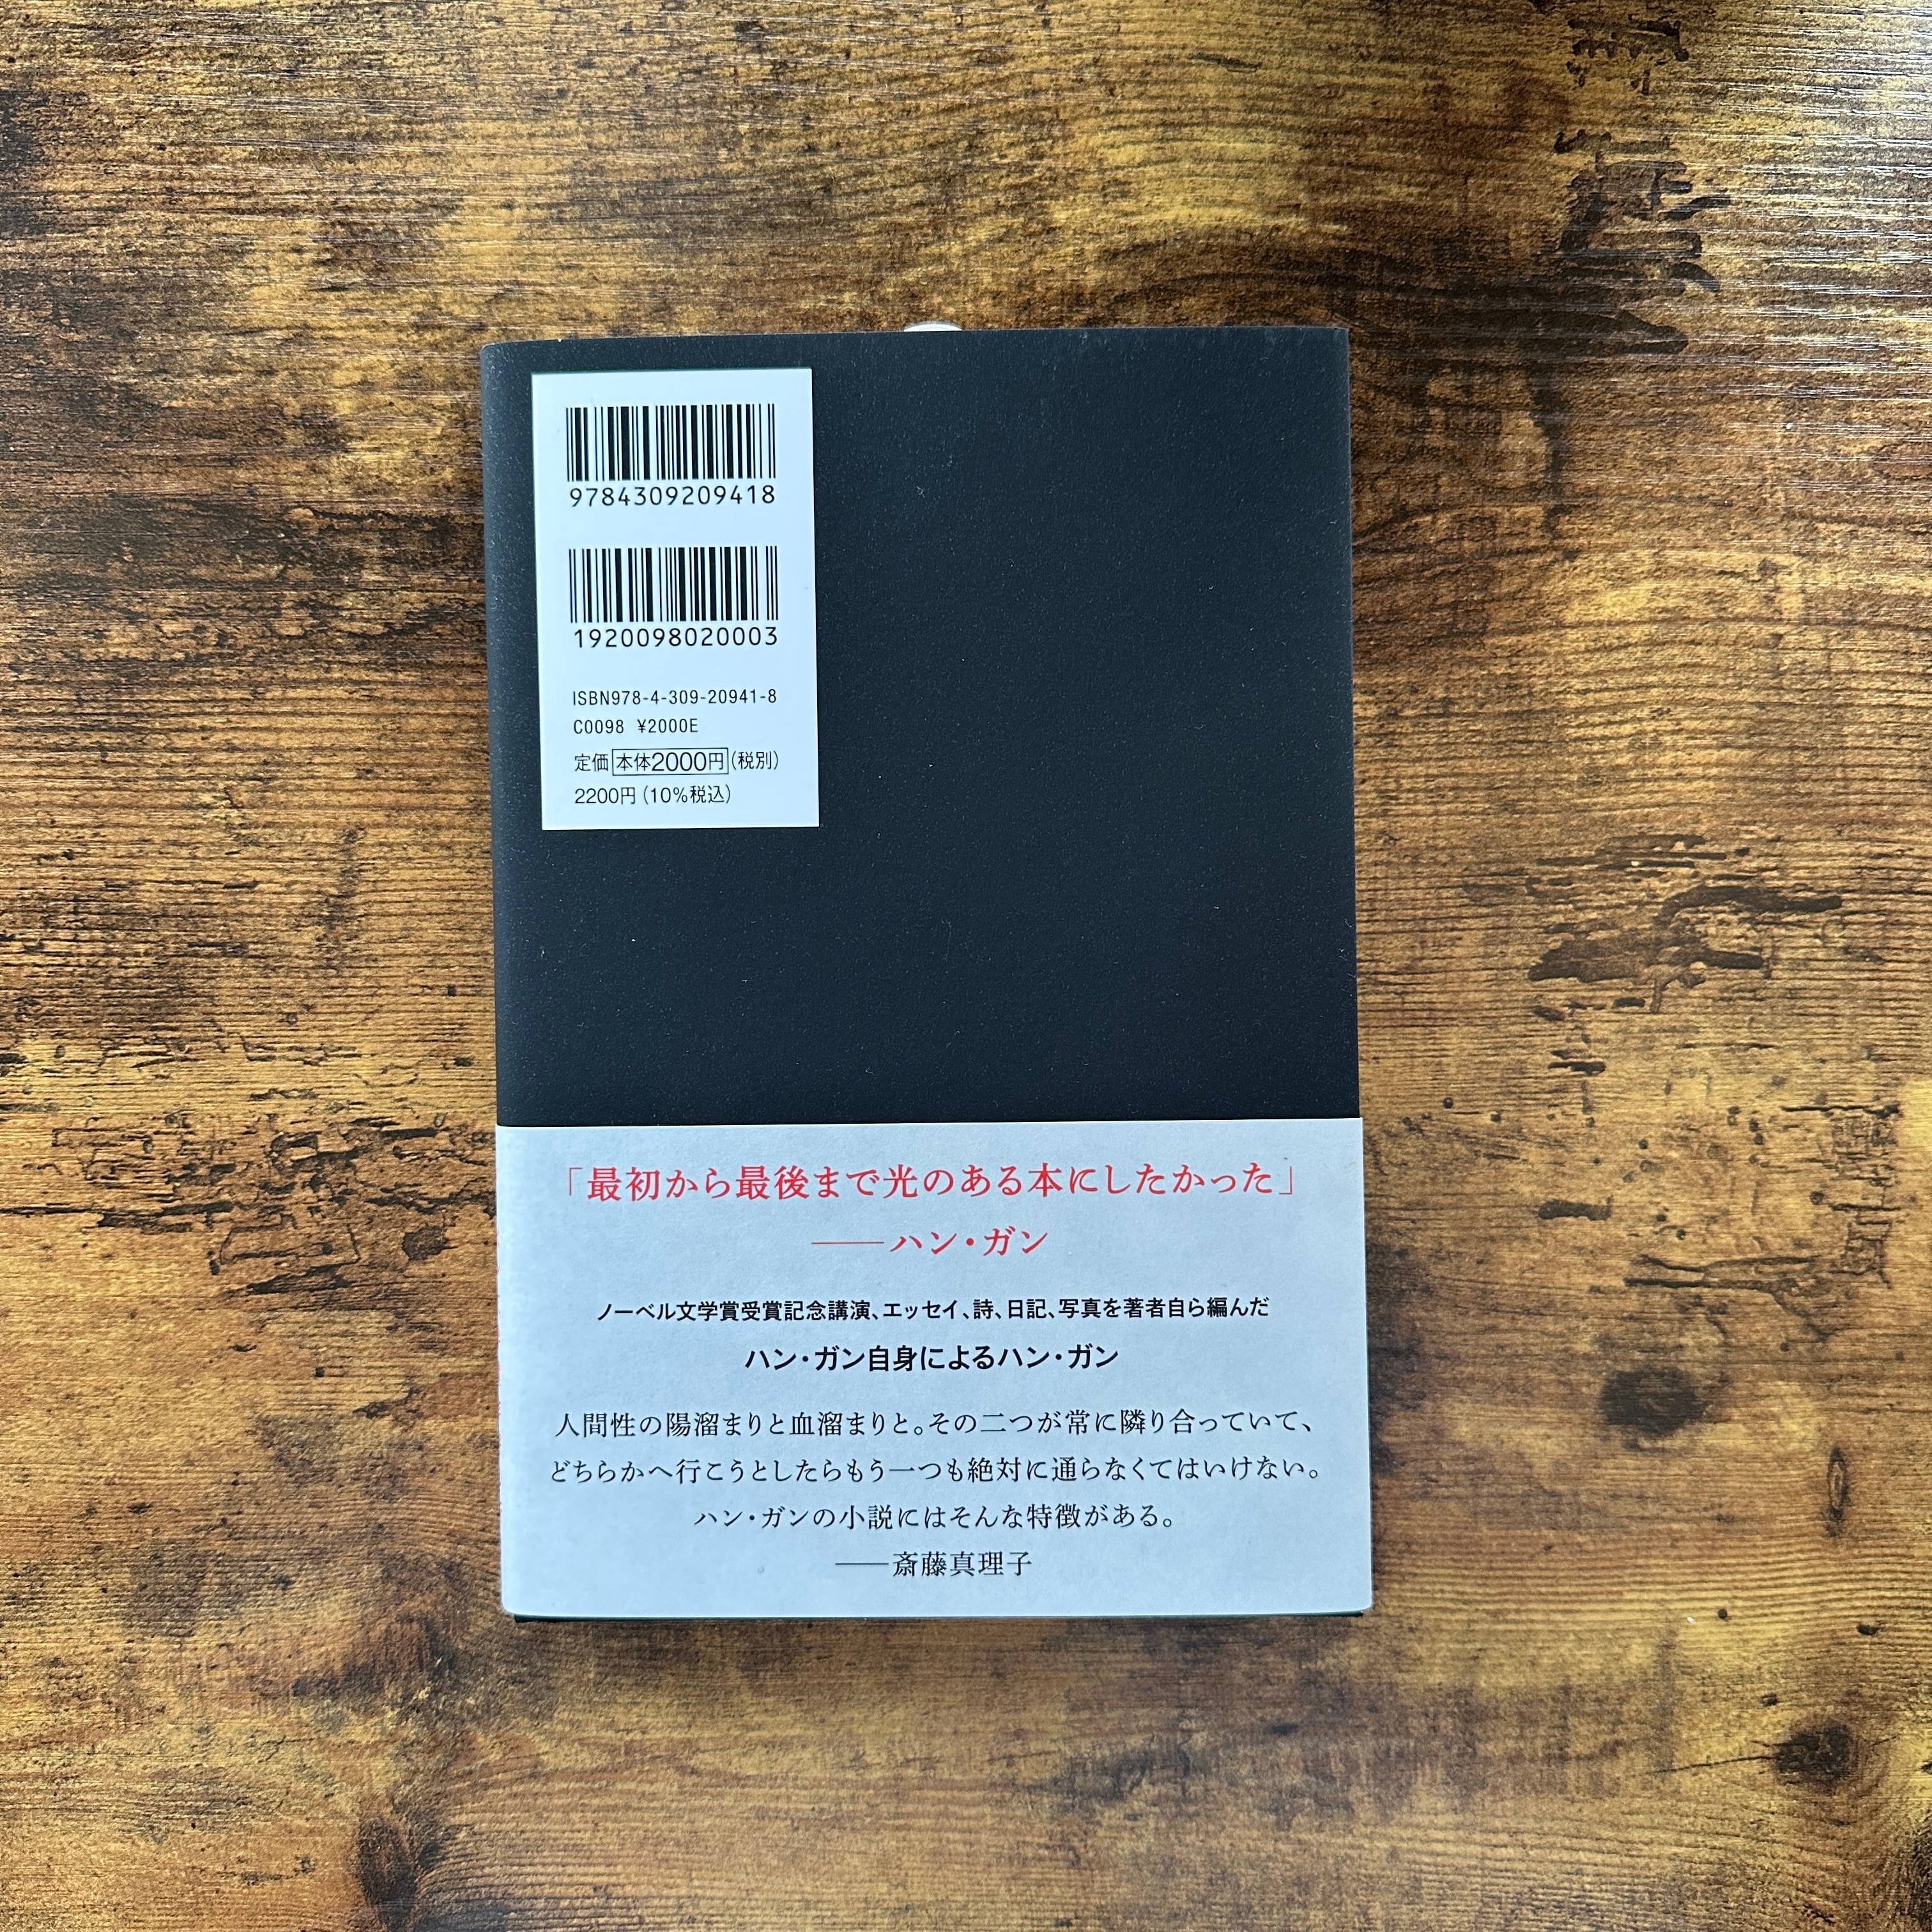 9784309209418
1920098020003
ISBN978-4-309-20941-8
C0098 ¥2000E
定価 本体2000円(税別)
2200円(10%税込)
「最初から最後まで光のある本にしたかった」
――ハン・ガン
ノーベル文学賞受賞記念講演、エッセイ、詩、日記、写真を著者自ら編んだ
ハン・ガン自身によるハン・ガン
人間性の陽溜まりと血溜まりと。その二つが常に隣り合っていて、
どちらかへ行こうとしたらもう一つも絶対に通らなくてはいけない。
ハン・ガンの小説にはそんな特徴がある。
――斎藤真理子